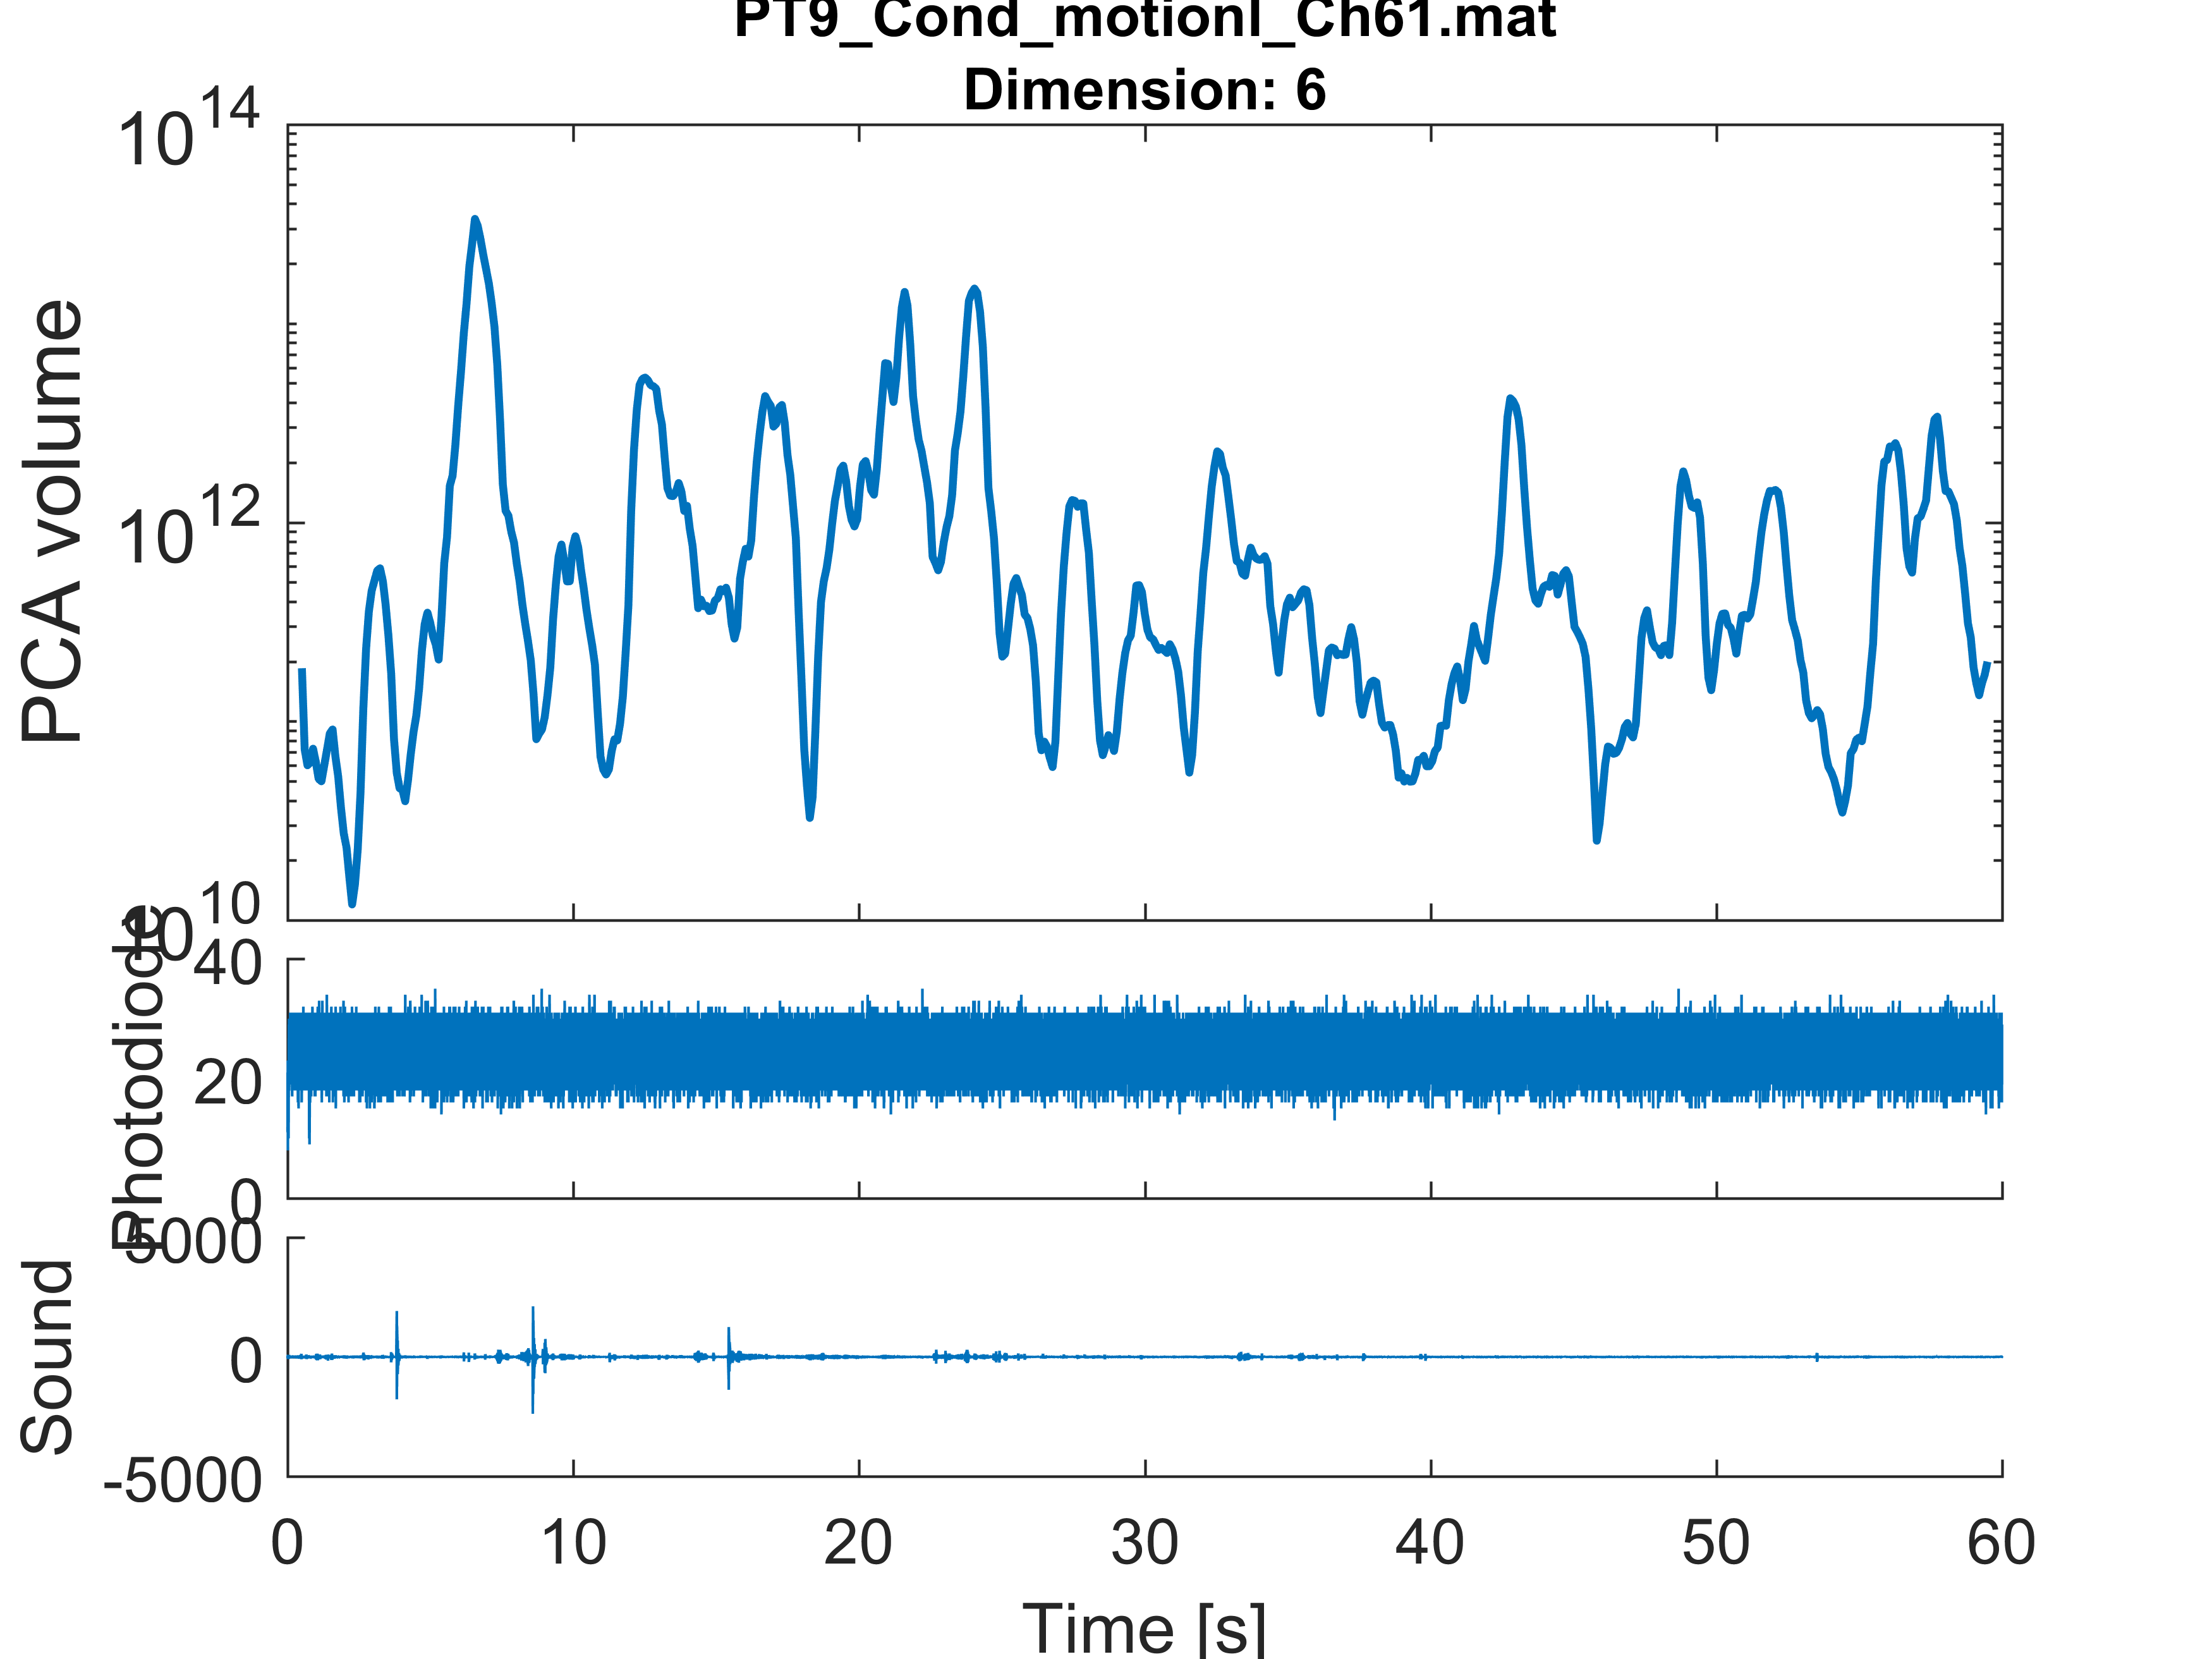 PT9_Cond_motionI_Ch61.mat
Dimension: 6
10^14
10^12
10^10
PCA volume
40
20
0
Photodiode
5000
0
-5000
Sound
0 10 20 30 40 50 60
Time [s]